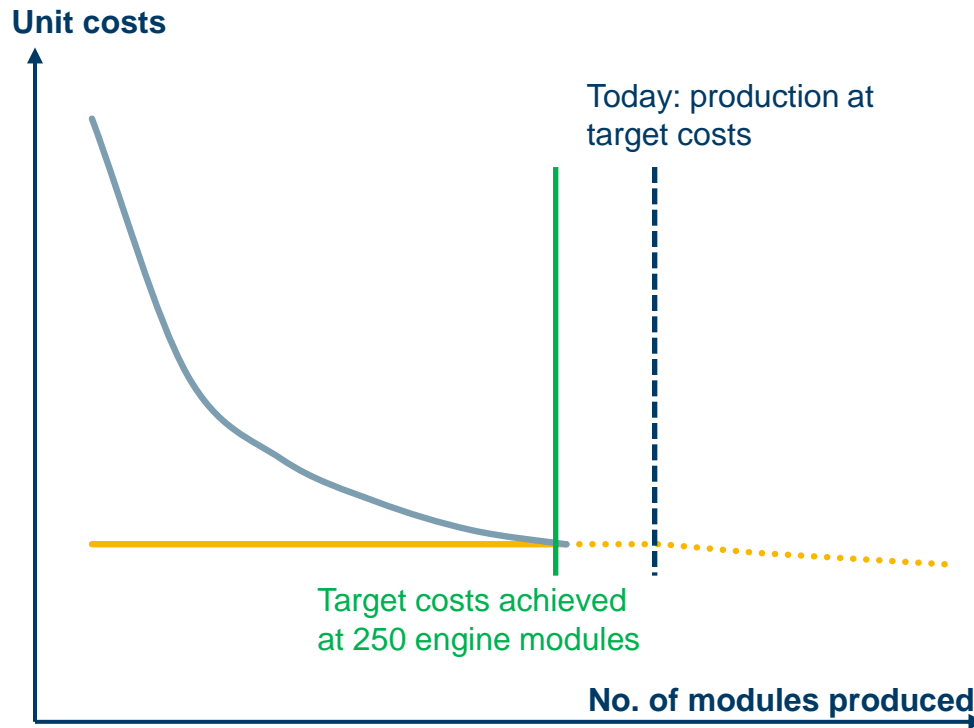 Unit costs
Today: production at
target costs
Target costs achieved
at 250 engine modules
No. of modules produced